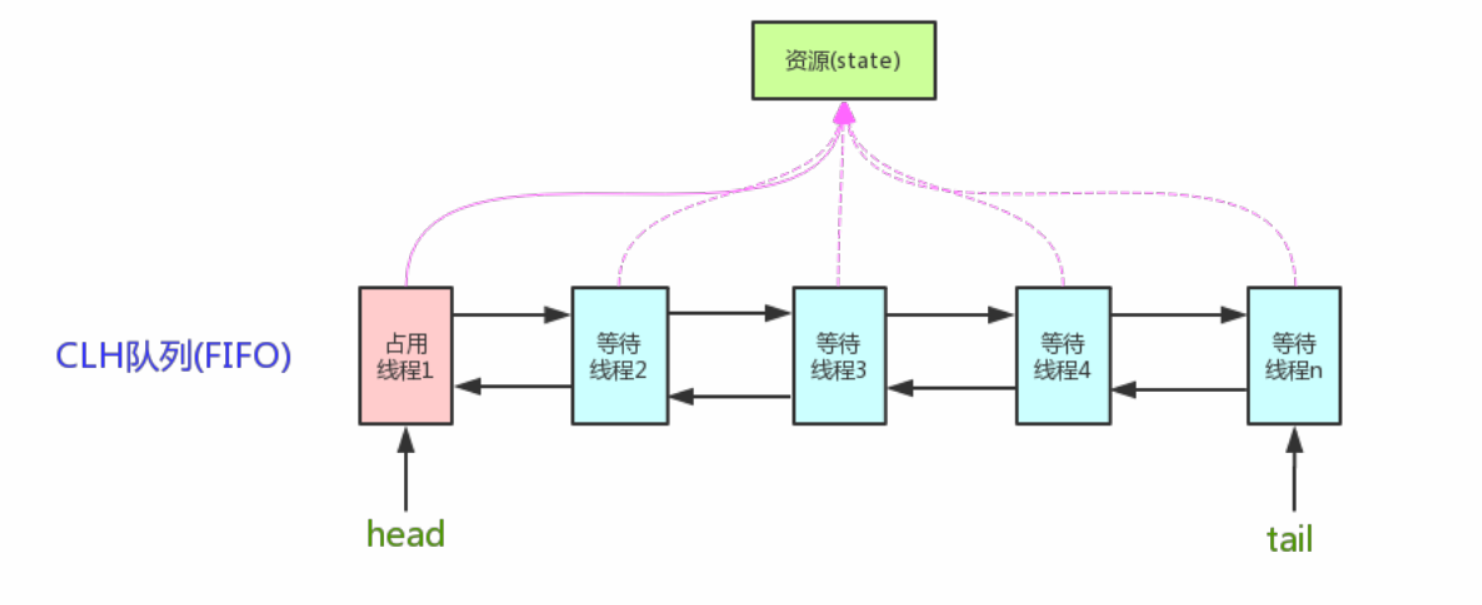 资源(state)
CLH队列(FIFO)
占用
线程1
等待
线程2
等待
线程3
等待
线程4
等待
线程n
head
tail